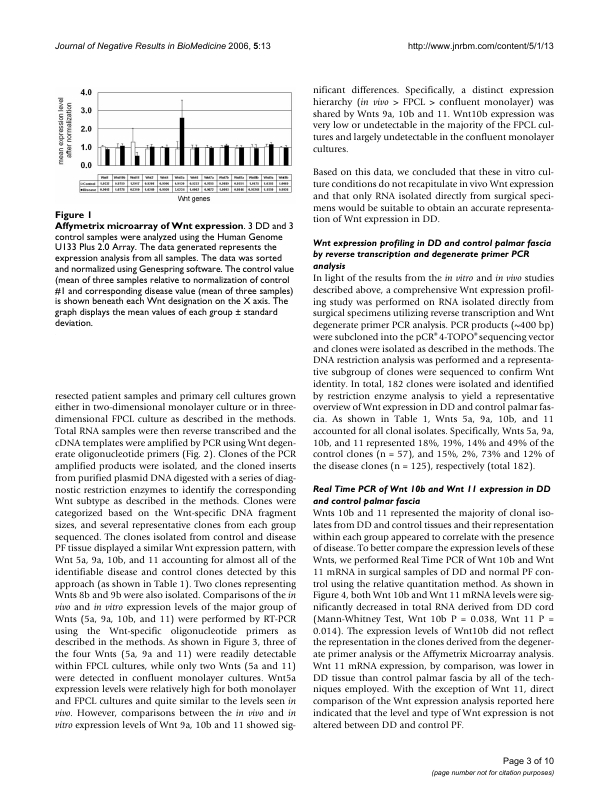 Journal of Negative Results in BioMedicine 2006, 5:13
http://www.jnrbm.com/content/5/1/13
mean expression level
after normalization
4.0
3.0
2.0
1.0
0.0
Wnt genes
Figure 1
Affymetrix microarray of Wnt expression. 3 DD and 3
control samples were analyzed using the Human Genome
U133 Plus 2.0 Array. The data generated represents the
expression analysis from all samples. The data was sorted
and normalized using Genespring software. The control value
(mean of three samples relative to normalization of control
#1 and corresponding disease value (mean of three samples)
is shown beneath each Wnt designation on the X axis. The
graph displays the mean values of each group ± standard
deviation.
resected patient samples and primary cell cultures grown
either in two-dimensional monolayer culture or in three-
dimensional FPCL culture as described in the methods.
Total RNA samples were then reverse transcribed and the
cDNA templates were amplified by PCR using Wnt degen-
erate oligonucleotide primers (Fig. 2). Clones of the PCR
amplified products were isolated, and the cloned inserts
from purified plasmid DNA digested with a series of diag-
nostic restriction enzymes to identify the corresponding
Wnt subtype as described in the methods. Clones were
categorized based on the Wnt-specific DNA fragment
sizes, and several representative clones from each group
sequenced. The clones isolated from control and disease
PF tissue displayed a similar Wnt expression pattern, with
Wnt 5a, 9a, 10b, and 11 accounting for almost all of the
identifiable disease and control clones detected by this
approach (as shown in Table 1). Two clones representing
Wnts 8b and 9b were also isolated. Comparisons of the in
vivo and in vitro expression levels of the major group of
Wnts (5a, 9a, 10b, and 11) were performed by RT-PCR
using the Wnt-specific oligonucleotide primers as
described in the methods. As shown in Figure 3, three of
the four Wnts (5a, 9a and 11) were readily detectable
within FPCL cultures, while only two Wnts (5a and 11)
were detected in confluent monolayer cultures. Wnt5a
expression levels were relatively high for both monolayer
and FPCL cultures and quite similar to the levels seen in
vivo. However, comparisons between the in vivo and in
vitro expression levels of Wnt 9a, 10b and 11 showed sig-
nificant differences. Specifically, a distinct expression
hierarchy (in vivo > FPCL > confluent monolayer) was
shared by Wnts 9a, 10b and 11. Wnt10b expression was
very low or undetectable in the majority of the FPCL cul-
tures and largely undetectable in the confluent monolayer
cultures.
Based on this data, we concluded that these in vitro cul-
ture conditions do not recapitulate in vivo Wnt expression
and that only RNA isolated directly from surgical speci-
mens would be suitable to obtain an accurate representa-
tion of Wnt expression in DD.
Wnt expression profiling in DD and control palmar fascia
by reverse transcription and degenerate primer PCR
analysis
In light of the results from the in vitro and in vivo studies
described above, a comprehensive Wnt expression profil-
ing study was performed on RNA isolated directly from
surgical specimens utilizing reverse transcription and Wnt
degenerate primer PCR analysis. PCR products (~400 bp)
were subcloned into the pCR® 4-TOPO® sequencing vector
and clones were isolated as described in the methods. The
DNA restriction analysis was performed and a representa-
tive subgroup of clones were sequenced to confirm Wnt
identity. In total, 182 clones were isolated and identified
by restriction enzyme analysis to yield a representative
overview of Wnt expression in DD and control palmar fas-
cia. As shown in Table 1, Wnts 5a, 9a, 10b, and 11
accounted for all clonal isolates. Specifically, Wnts 5a, 9a,
10b, and 11 represented 18%, 19%, 14% and 49% of the
control clones (n = 57), and 15%, 2%, 73% and 12% of
the disease clones (n = 125), respectively (total 182).
Real Time PCR of Wnt 10b and Wnt 11 expression in DD
and control palmar fascia
Wnts 10b and 11 represented the majority of clonal iso-
lates from DD and control tissues and their representation
within each group appeared to correlate with the presence
of disease. To better compare the expression levels of these
Wnts, we performed Real Time PCR of Wnt 10b and Wnt
11 mRNA in surgical samples of DD and normal PF con-
trol using the relative quantitation method. As shown in
Figure 4, both Wnt 10b and Wnt 11 mRNA levels were sig-
nificantly decreased in total RNA derived from DD cord
(Mann-Whitney Test, Wnt 10b P = 0.038, Wnt 11 P =
0.014). The expression levels of Wnt10b did not reflect
the representation in the clones derived from the degener-
ate primer analysis or the Affymetrix Microarray analysis.
Wnt 11 mRNA expression, by comparison, was lower in
DD tissue than control palmar fascia by all of the tech-
niques employed. With the exception of Wnt 11, direct
comparison of the Wnt expression analysis reported here
indicated that the level and type of Wnt expression is not
altered between DD and control PF.
Page 3 of 10
(page number not for citation purposes)